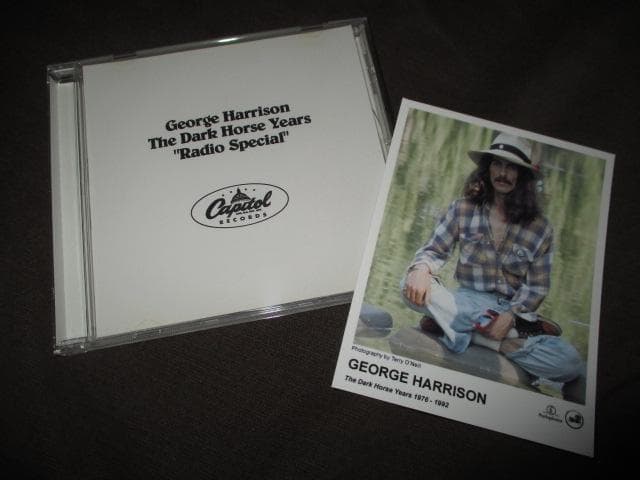 George Harrison
The Dark Horse Years
"Radio Special"
Capitol
RECORDS
Photography by Terry O'Neill
GEORGE HARRISON
The Dark Horse Years 1976 - 1992
Parlophone